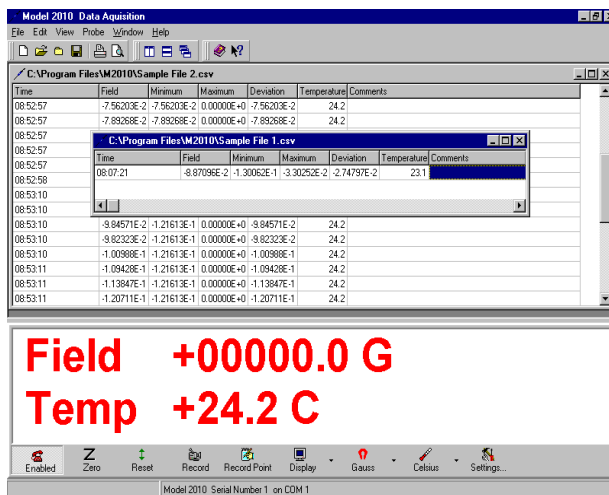 Model 2010 Data Aquisition
File Edit View Probe Window Help
C:\Program Files\M2010\Sample File 2.csv
Time Field Minimum Maximum Deviation Temperature Comments
08:52:57 -7.56203E-2 -7.56203E-2 0.00000E+0 -7.56203E-2 24.2
08:52:57 -7.89268E-2 -7.89268E-2 0.00000E+0 -7.89268E-2 24.2
08:52:57
08:52:57
08:52:57
08:52:58
08:53:10
08:53:10
C:\Program Files\M2010\Sample File 1.csv
Time Field Minimum Maximum Deviation Temperature Comments
08:07:21 -9.87096E-2 -1.30062E-1 -3.30252E-2 -2.74797E-2 23.1
08:53:10 -9.84571E-2 -1.21613E-1 0.00000E+0 -9.84571E-2 24.2
08:53:10 -9.82323E-2 -1.21613E-1 0.00000E+0 -9.82323E-2 24.2
08:53:10 -1.00988E-1 -1.21613E-1 0.00000E+0 -1.00988E-1 24.2
08:53:11 -1.09428E-1 -1.21613E-1 0.00000E+0 -1.09428E-1 24.2
08:53:11 -1.13847E-1 -1.21613E-1 0.00000E+0 -1.13847E-1 24.2
08:53:11 -1.20711E-1 -1.21613E-1 0.00000E+0 -1.20711E-1 24.2
Field +00000.0 G
Temp +24.2 C
Enabled Zero Reset Record Record Point Display Gauss Celsius Settings...
Model 2010 Serial Number 1 on COM 1